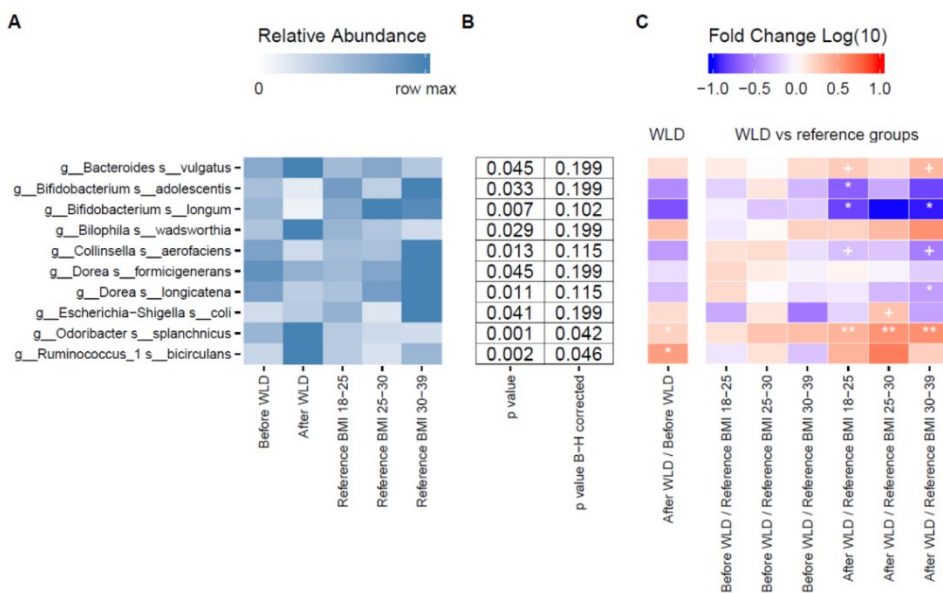 A
B
C
Relative Abundance
0
row max
Fold Change Log(10)
−1.0 −0.5 0.0 0.5 1.0
WLD
WLD vs reference groups
g__Bacteroides s__vulgatus
g__Bifidobacterium s__adolescentis
g__Bifidobacterium s__longum
g__Bilophila s__wadsworthia
g__Collinsella s__aerofaciens
g__Dorea s__formicigenerans
g__Dorea s__longicatena
g__Escherichia−Shigella s__coli
g__Odoribacter s__splanchnicus
g__Ruminococcus_1 s__bicirculans
0.045 0.199
0.033 0.199
0.007 0.102
0.029 0.199
0.013 0.115
0.045 0.199
0.011 0.115
0.041 0.199
0.001 0.042
0.002 0.046
+ +
*
* *
+ +
*
+
* ** ** **
*
Before WLD
After WLD
Reference BMI 18−25
Reference BMI 25−30
Reference BMI 30−39
p value
p value B−H corrected
After WLD / Before WLD
Before WLD / Reference BMI 18−25
Before WLD / Reference BMI 25−30
Before WLD / Reference BMI 30−39
After WLD / Reference BMI 18−25
After WLD / Reference BMI 25−30
After WLD / Reference BMI 30−39